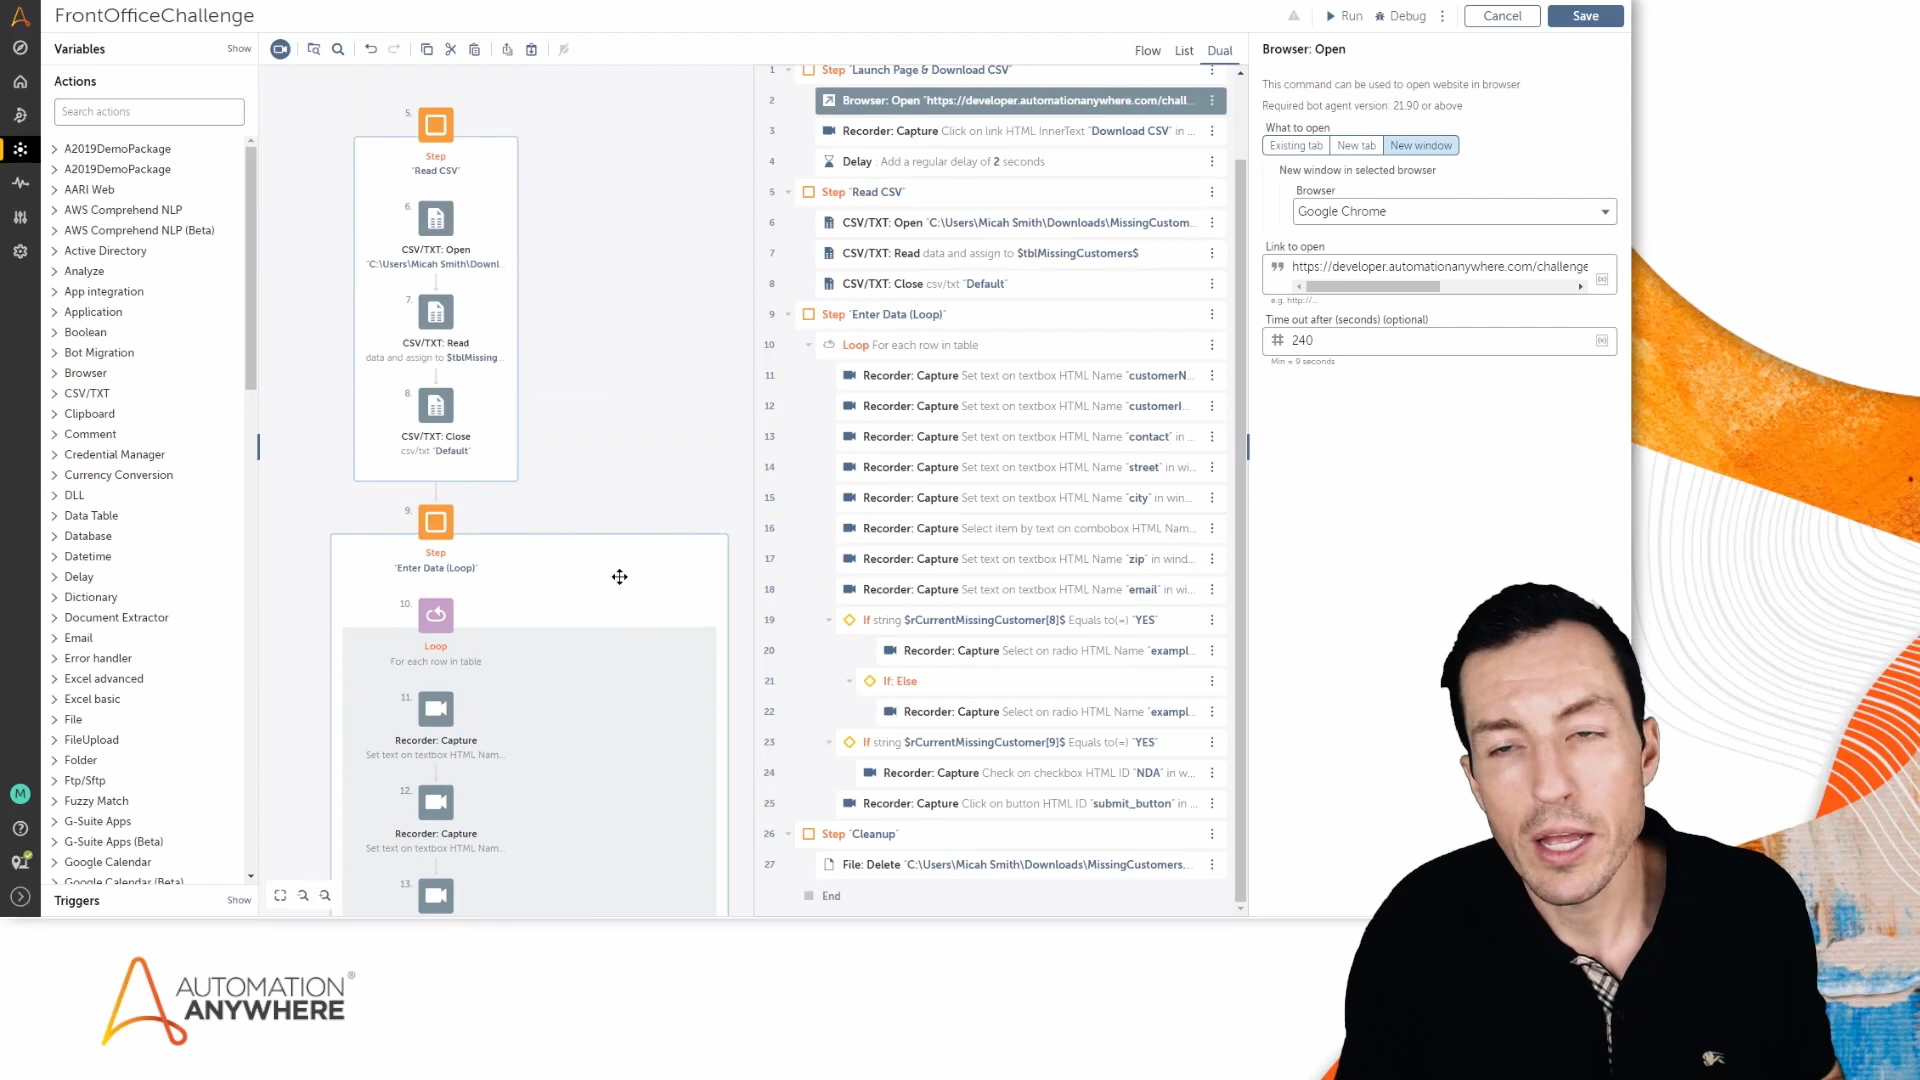 FrontOfficeChallenge
Run
Debug
Cancel
Save
Variables
Show
Flow
List
Dual
Actions
Search actions
A2019DemoPackage
A2019DemoPackage
AARI Web
AWS Comprehend NLP
AWS Comprehend NLP (Beta)
Active Directory
Analyze
App integration
Application
Boolean
Bot Migration
Browser
CSV/TXT
Clipboard
Comment
Credential Manager
Currency Conversion
DLL
Data Table
Database
Datetime
Delay
Dictionary
Document Extractor
Email
Error handler
Excel advanced
Excel basic
File
FileUpload
Folder
Ftp/Sftp
Fuzzy Match
G-Suite Apps
G-Suite Apps (Beta)
Google Calendar
Google Calendar (Beta)
Triggers
Show
M
5.
Step
"Read CSV"
6.
CSV/TXT: Open
"C:\Users\Micah Smith\Downl...
7.
CSV/TXT: Read
data and assign to $tblMissing...
8.
CSV/TXT: Close
csv/txt "Default"
9.
Step
"Enter Data (Loop)"
10.
Loop
For each row in table
11.
Recorder: Capture
Set text on textbox HTML Nam...
12.
Recorder: Capture
Set text on textbox HTML Nam...
13.
1 Step "Launch Page & Download CSV"
2 Browser: Open "https://developer.automationanywhere.com/chall...
3 Recorder: Capture Click on link HTML InnerText "Download CSV" in ...
4 Delay : Add a regular delay of 2 seconds
5 Step "Read CSV"
6 CSV/TXT: Open "C:\Users\Micah Smith\Downloads\MissingCustom
7 CSV/TXT: Read data and assign to $tblMissingCustomers$
8 CSV/TXT: Close csv/txt "Default"
9 Step "Enter Data (Loop)"
10 Loop For each row in table
11 Recorder: Capture Set text on textbox HTML Name "customerN...
12 Recorder: Capture Set text on textbox HTML Name "customerI...
13 Recorder: Capture Set text on textbox HTML Name "contact" in ...
14 Recorder: Capture Set text on textbox HTML Name "street" in wi...
15 Recorder: Capture Set text on textbox HTML Name "city" in win...
16 Recorder: Capture Select item by text on combobox HTML Nam...
17 Recorder: Capture Set text on textbox HTML Name "zip" in wind...
18 Recorder: Capture Set text on textbox HTML Name "email" in wi...
19 If string $rCurrentMissingCustomer[8]$ Equals to(=) "YES"
20 Recorder: Capture Select on radio HTML Name "exampl...
21 If: Else
22 Recorder: Capture Select on radio HTML Name "exampl...
23 If string $rCurrentMissingCustomer[9]$ Equals to(=) "YES"
24 Recorder: Capture Check on checkbox HTML ID "NDA" in w...
25 Recorder: Capture Click on button HTML ID "submit_button" in ...
26 Step "Cleanup"
27 File: Delete "C:\Users\Micah Smith\Downloads\MissingCustomers....
End
Browser: Open
This command can be used to open website in browser
Required bot agent version: 21.90 or above
What to open
Existing tab
New tab
New window
New window in selected browser
Browser
Google Chrome
Link to open
https://developer.automationanywhere.com/challenge
e.g. http://...
Time out after (seconds) (optional)
240
Min = 9 seconds
AUTOMATION®
ANYWHERE